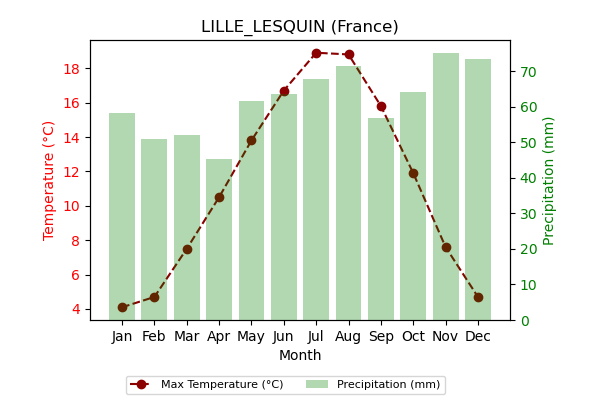 LILLE_LESQUIN (France)
Temperature (°C)
18
16
14
12
10
8
6
4
70
60
50
40
30
20
10
0
Precipitation (mm)
Jan Feb Mar Apr May Jun Jul Aug Sep Oct Nov Dec
Month
Max Temperature (°C) Precipitation (mm)